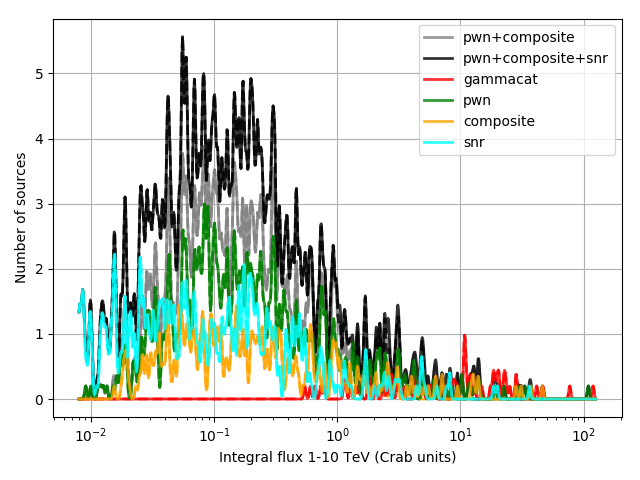 pwn+composite
pwn+composite+snr
gammacat
pwn
composite
snr
Number of sources
5
4
3
2
1
0
10⁻² 10⁻¹ 10⁰ 10¹ 10²
Integral flux 1-10 TeV (Crab units)